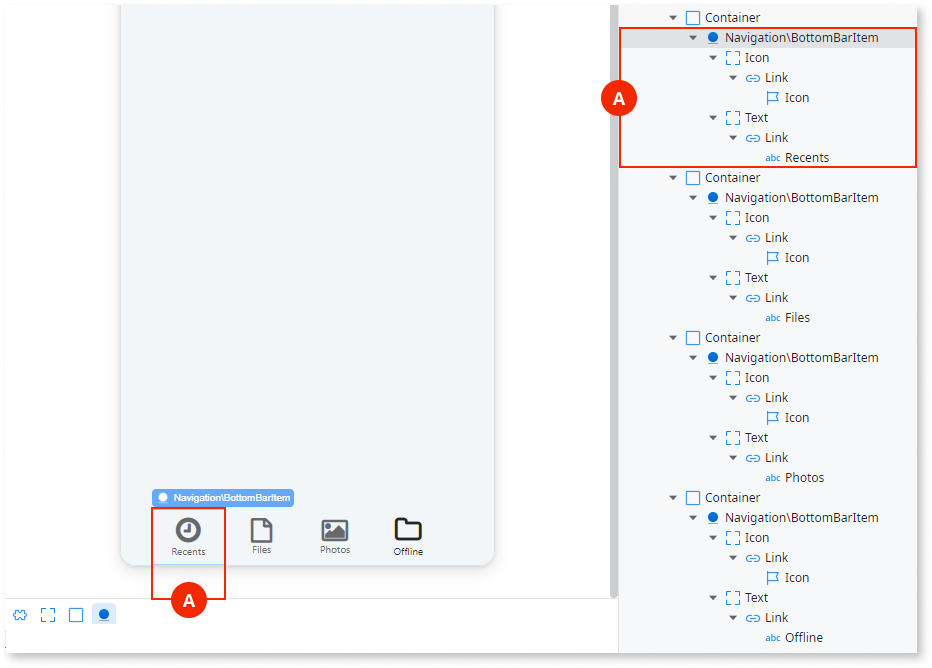 Navigation\BottomBarItem
Recents
Files
Photos
Offline
A
Container
Navigation\BottomBarItem
Icon
Link
Icon
Text
Link
abc Recents
A
Container
Navigation\BottomBarItem
Icon
Link
Icon
Text
Link
abc Files
Container
Navigation\BottomBarItem
Icon
Link
Icon
Text
Link
abc Photos
Container
Navigation\BottomBarItem
Icon
Link
Icon
Text
Link
abc Offline